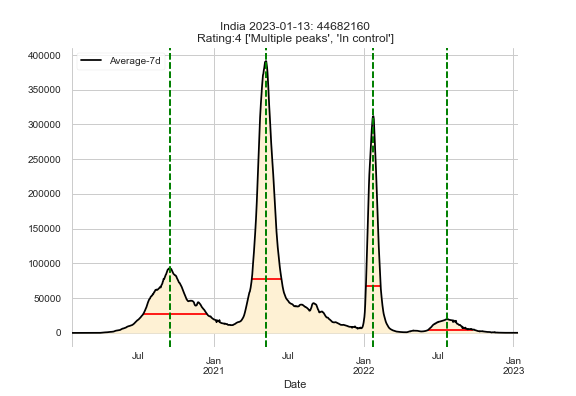 India 2023-01-13: 44682160
Rating:4 ['Multiple peaks', 'In control']
Average-7d
400000
350000
300000
250000
200000
150000
100000
50000
0
Jul
Jan
2021
Jul
Jan
2022
Jul
Jan
2023
Date